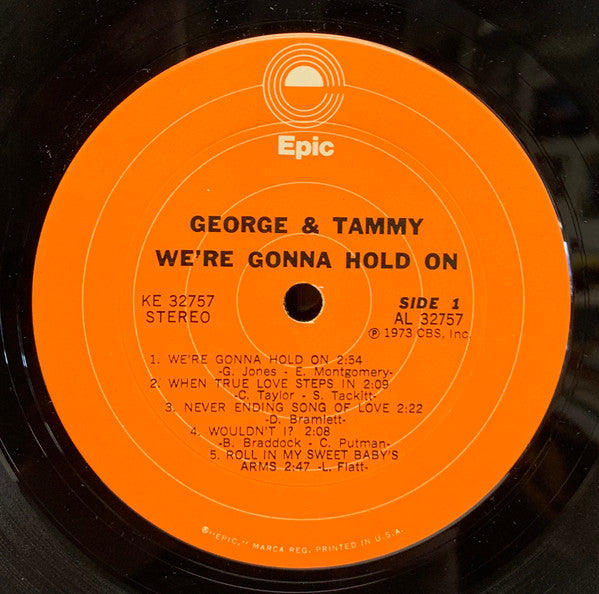 Epic
GEORGE & TAMMY
WE'RE GONNA HOLD ON
KE 32757
STEREO
SIDE 1
AL 32757
Ⓟ 1973 CBS, Inc.
1. WE'RE GONNA HOLD ON 2:54
-G. Jones - E. Montgomery-
2. WHEN TRUE LOVE STEPS IN 2:09
-C. Taylor - S. Tackitt-
3. NEVER ENDING SONG OF LOVE 2:22
-D. Bramlett-
4. WOULDN'T I? 2:08
-B. Braddock - C. Putman-
5. ROLL IN MY SWEET BABY'S
ARMS 2:47 -L. Flatt-
©"EPIC," MARCA REG. PRINTED IN U.S.A.